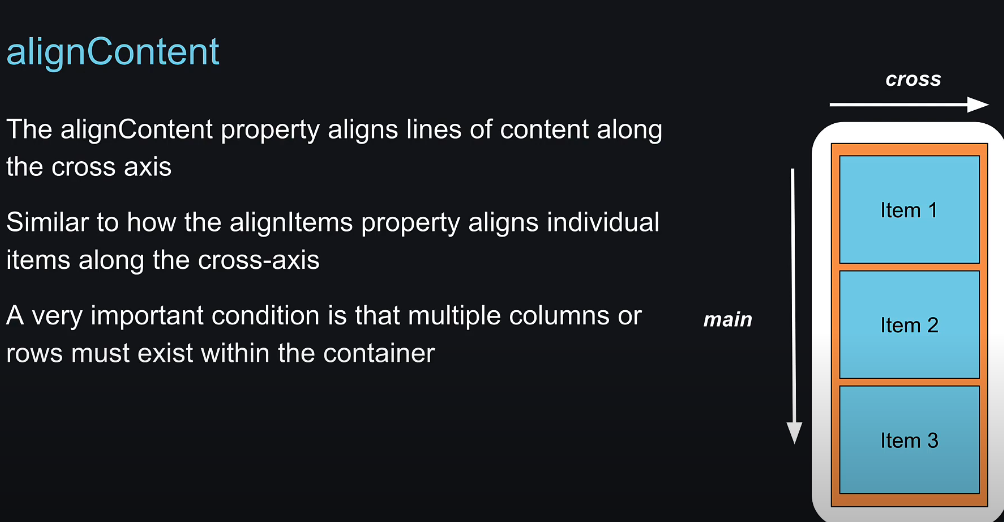 alignContent
The alignContent property aligns lines of content along
the cross axis
Similar to how the alignItems property aligns individual
items along the cross-axis
A very important condition is that multiple columns or
rows must exist within the container
cross
main
Item 1
Item 2
Item 3